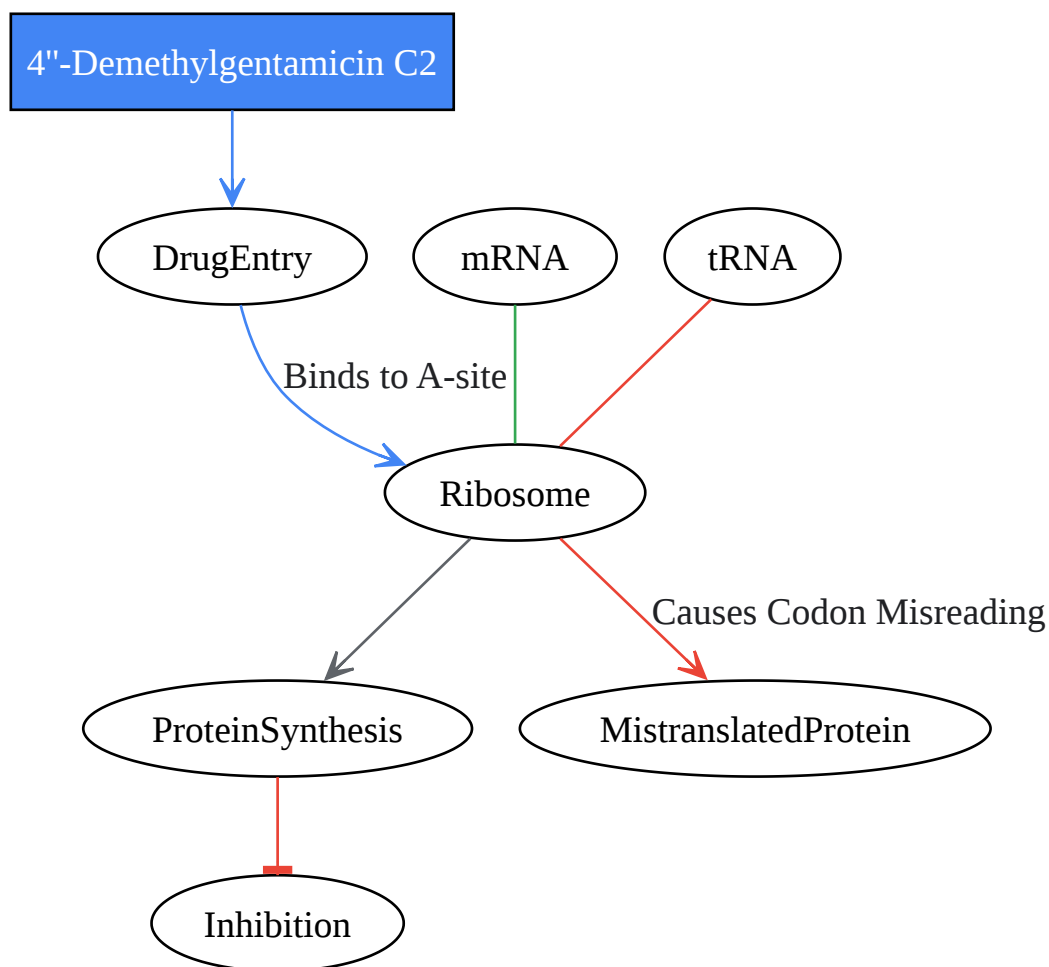 4"-Demethylgentamicin C2
DrugEntry
mRNA
tRNA
Binds to A-site
Ribosome
Causes Codon Misreading
ProteinSynthesis
MistranslatedProtein
Inhibition